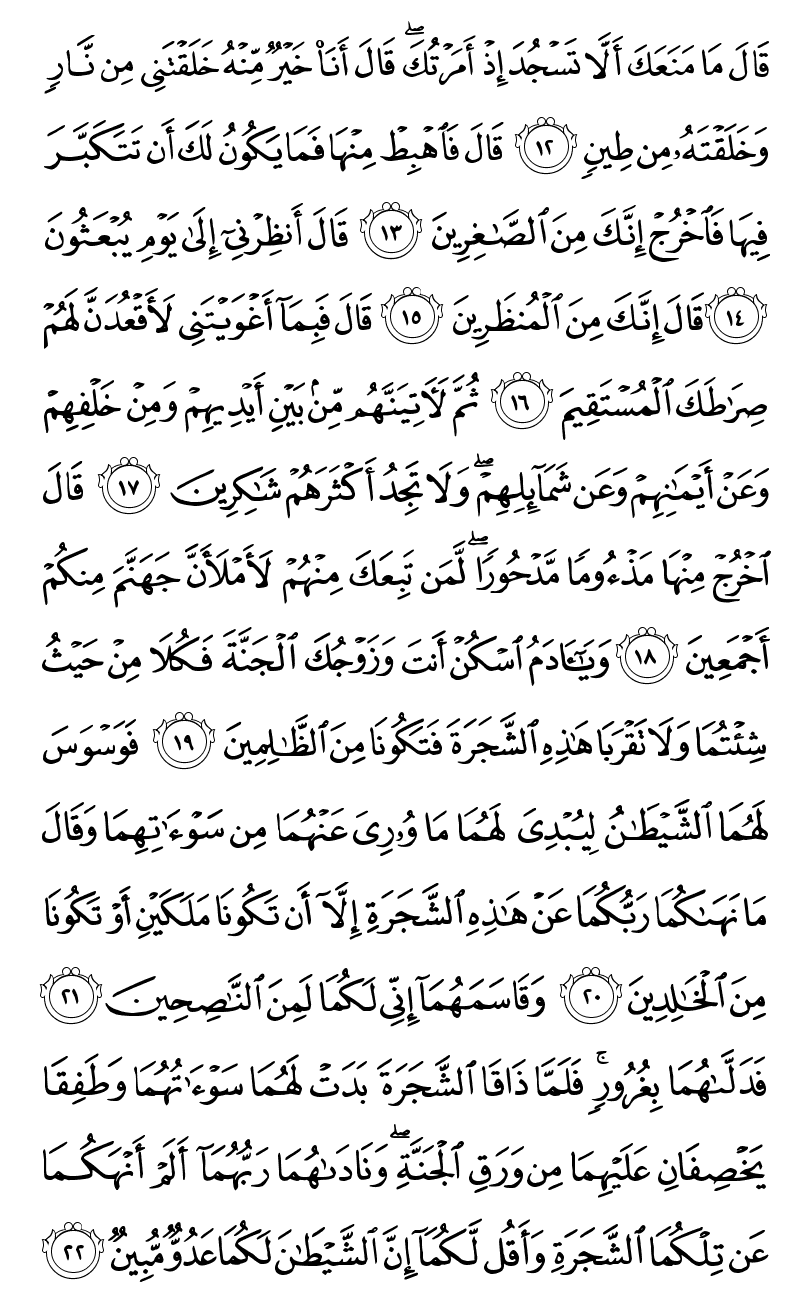 قَالَ مَا مَنَعَكَ أَلَّا تَسْجُدَ إِذْ أَمَرْتُكَ ۖ قَالَ أَنَا۠ خَيْرٌ مِّنْهُ خَلَقْتَنِى مِن نَّارٍ
وَخَلَقْتَهُۥ مِن طِينٍ ١٢ قَالَ فَٱهْبِطْ مِنْهَا فَمَا يَكُونُ لَكَ أَن تَتَكَبَّرَ
فِيهَا فَٱخْرُجْ إِنَّكَ مِنَ ٱلصَّـٰغِرِينَ ١٣ قَالَ أَنظِرْنِىٓ إِلَىٰ يَوْمِ يُبْعَثُونَ
١٤ قَالَ إِنَّكَ مِنَ ٱلْمُنظَرِينَ ١٥ قَالَ فَبِمَآ أَغْوَيْتَنِى لَأَقْعُدَنَّ لَهُمْ
صِرَٰطَكَ ٱلْمُسْتَقِيمَ ١٦ ثُمَّ لَـَٔاتِيَنَّهُم مِّنۢ بَيْنِ أَيْدِيهِمْ وَمِنْ خَلْفِهِمْ
وَعَنْ أَيْمَـٰنِهِمْ وَعَن شَمَآئِلِهِمْ ۖ وَلَا تَجِدُ أَكْثَرَهُمْ شَـٰكِرِينَ ١٧ قَالَ
ٱخْرُجْ مِنْهَا مَذْءُومًا مَّدْحُورًا ۖ لَّمَن تَبِعَكَ مِنْهُمْ لَأَمْلَأَنَّ جَهَنَّمَ مِنكُمْ
أَجْمَعِينَ ١٨ وَيَـٰٓـَٔادَمُ ٱسْكُنْ أَنتَ وَزَوْجُكَ ٱلْجَنَّةَ فَكُلَا مِنْ حَيْثُ
شِئْتُمَا وَلَا تَقْرَبَا هَـٰذِهِ ٱلشَّجَرَةَ فَتَكُونَا مِنَ ٱلظَّـٰلِمِينَ ١٩ فَوَسْوَسَ
لَهُمَا ٱلشَّيْطَـٰنُ لِيُبْدِىَ لَهُمَا مَا وُۥرِىَ عَنْهُمَا مِن سَوْءَٰتِهِمَا وَقَالَ
مَا نَهَىٰكُمَا رَبُّكُمَا عَنْ هَـٰذِهِ ٱلشَّجَرَةِ إِلَّآ أَن تَكُونَا مَلَكَيْنِ أَوْ تَكُونَا
مِنَ ٱلْخَـٰلِدِينَ ٢٠ وَقَاسَمَهُمَآ إِنِّى لَكُمَا لَمِنَ ٱلنَّـٰصِحِينَ ٢١
فَدَلَّىٰهُمَا بِغُرُورٍ ۚ فَلَمَّا ذَاقَا ٱلشَّجَرَةَ بَدَتْ لَهُمَا سَوْءَٰتُهُمَا وَطَفِقَا
يَخْصِفَانِ عَلَيْهِمَا مِن وَرَقِ ٱلْجَنَّةِ ۖ وَنَادَىٰهُمَا رَبُّهُمَآ أَلَمْ أَنْهَكُمَا
عَن تِلْكُمَا ٱلشَّجَرَةِ وَأَقُل لَّكُمَآ إِنَّ ٱلشَّيْطَـٰنَ لَكُمَا عَدُوٌّ مُّبِينٌ ٢٢